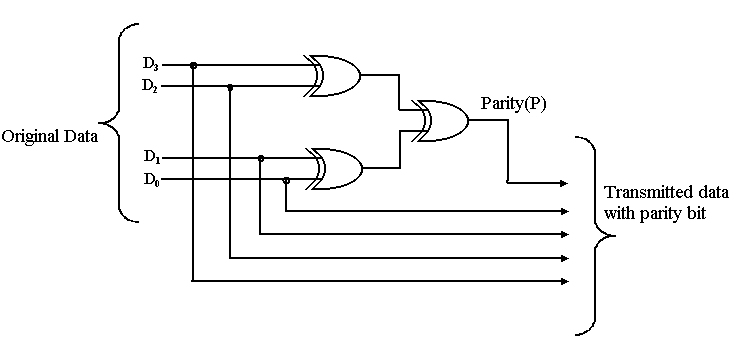 D3
D2
Parity(P)
Original Data
D1
D0
Transmitted data
with parity bit